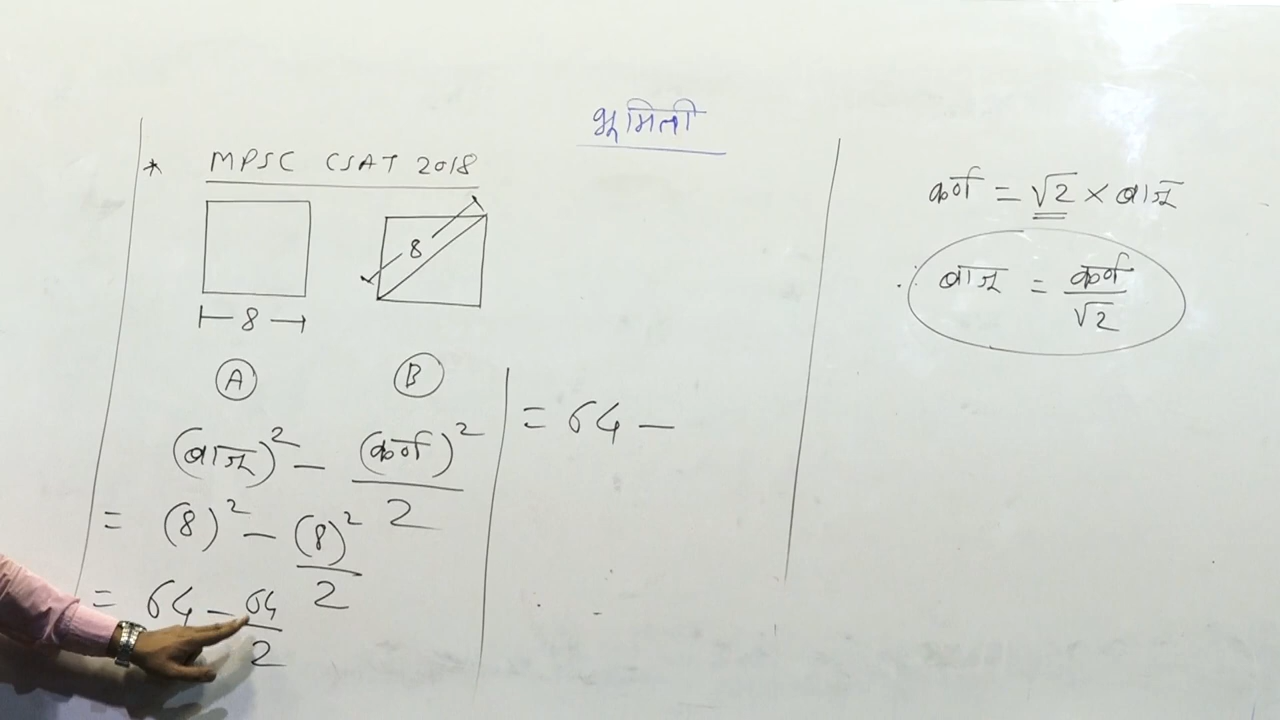 भूमिती
* MPSC CSAT 2018
8
8
A
B
(बाजू)² - (कर्ण)²/2
= (8)² - (8)²/2
= 64 - 64/2
= 64 -
कर्ण = √2 × बाजू
∴ बाजू = कर्ण/√2